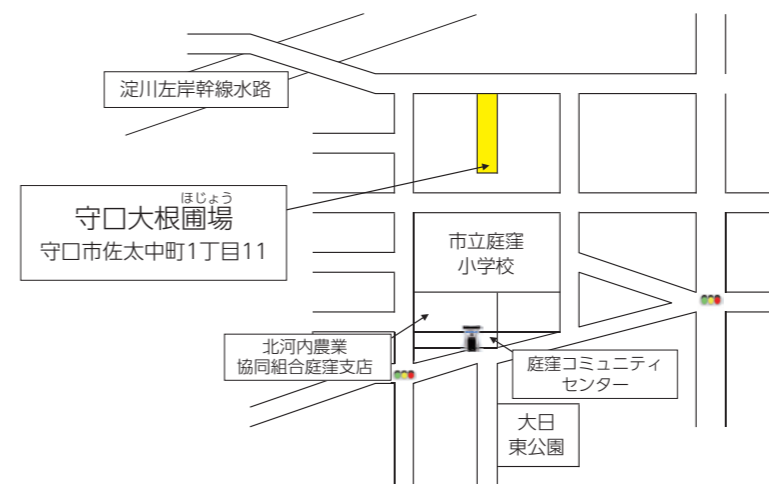 淀川左岸幹線水路
ほじょう
守口大根圃場
守口市佐太中町1丁目11
市立庭窪
小学校
北河内農業
協同組合庭窪支店
庭窪コミュニティ
センター
大日
東公園